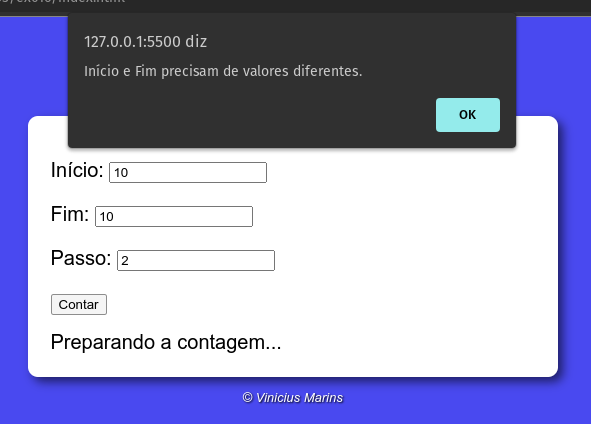 127.0.0.1:5500 diz
Início e Fim precisam de valores diferentes.
OK
Início: 10
Fim: 10
Passo: 2
Contar
Preparando a contagem...
© Vinicius Marins